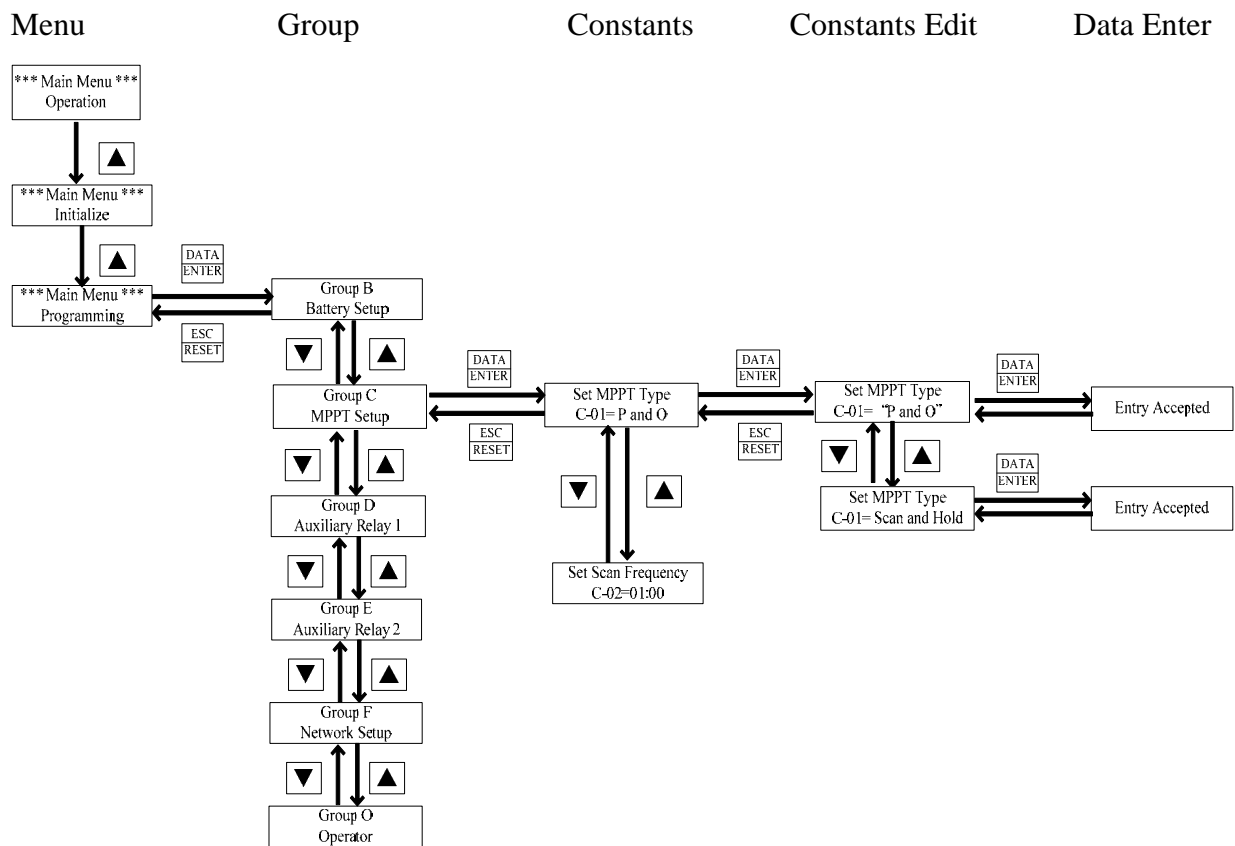 Menu Group Constants Constants Edit Data Enter
*** Main Menu ***
Operation
▲
*** Main Menu ***
Initialize
▲
DATA
ENTER
*** Main Menu ***
Programming
ESC
RESET
Group B
Battery Setup
▼ ▲
Group C
MPPT Setup
DATA
ENTER
ESC
RESET
Set MPPT Type
C-01= P and O
DATA
ENTER
ESC
RESET
Set MPPT Type
C-01= “P and O”
DATA
ENTER
Entry Accepted
▼ ▲
Set MPPT Type
C-01= Scan and Hold
DATA
ENTER
Entry Accepted
▼ ▲
Set Scan Frequency
C-02=01:00
▼ ▲
Group D
Auxiliary Relay 1
▼ ▲
Group E
Auxiliary Relay 2
▼ ▲
Group F
Network Setup
▼ ▲
Group O
Operator